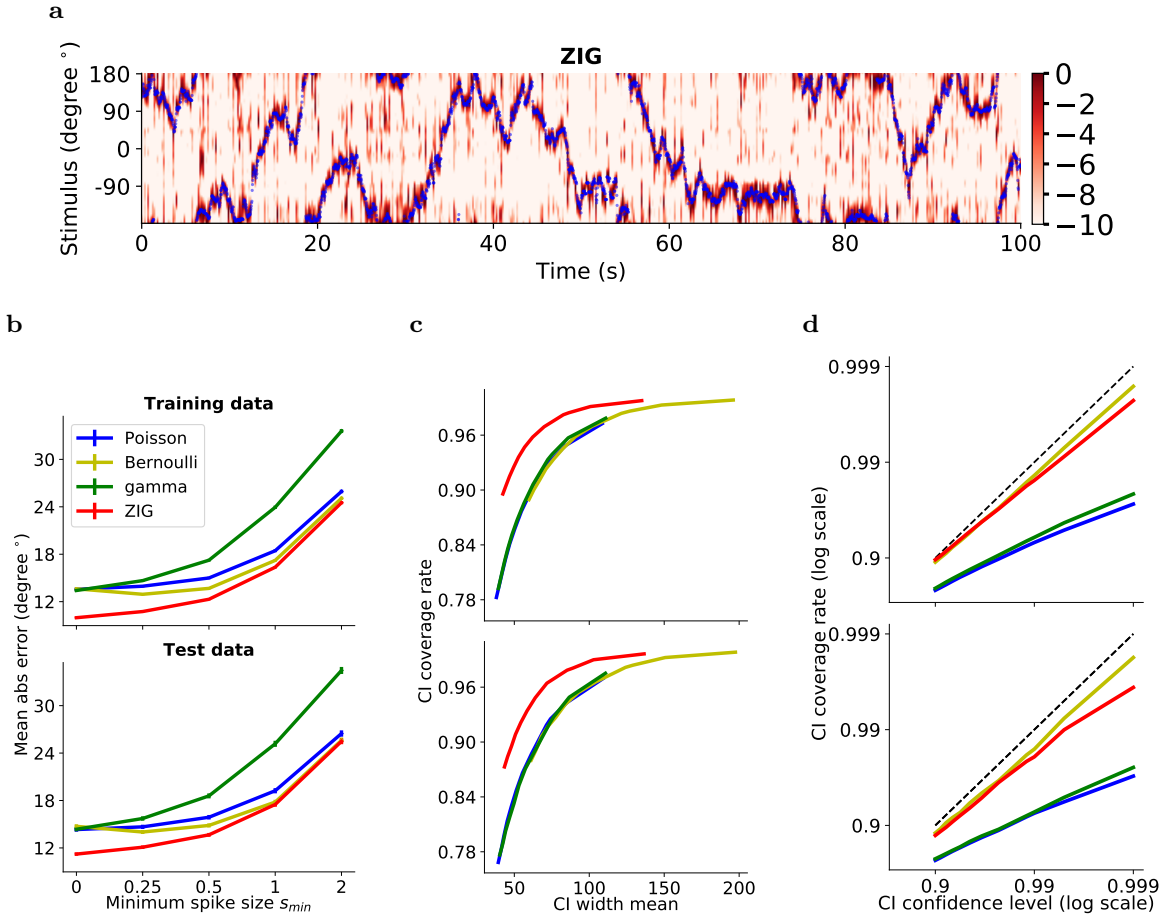 a
ZIG
Stimulus (degree °)
180
90
0
-90
0
20
40
60
80
100
Time (s)
0
−2
−4
−6
−8
−10
b
Training data
Poisson
Bernoulli
gamma
ZIG
30
24
18
12
Test data
30
24
18
12
Mean abs error (degree °)
0
0.25
0.5
1
2
Minimum spike size s_min
c
0.96
0.90
0.84
0.78
0.96
0.90
0.84
0.78
CI coverage rate
50
100
150
200
CI width mean
d
0.999
0.99
0.9
0.999
0.99
0.9
CI coverage rate (log scale)
0.9
0.99
0.999
CI confidence level (log scale)